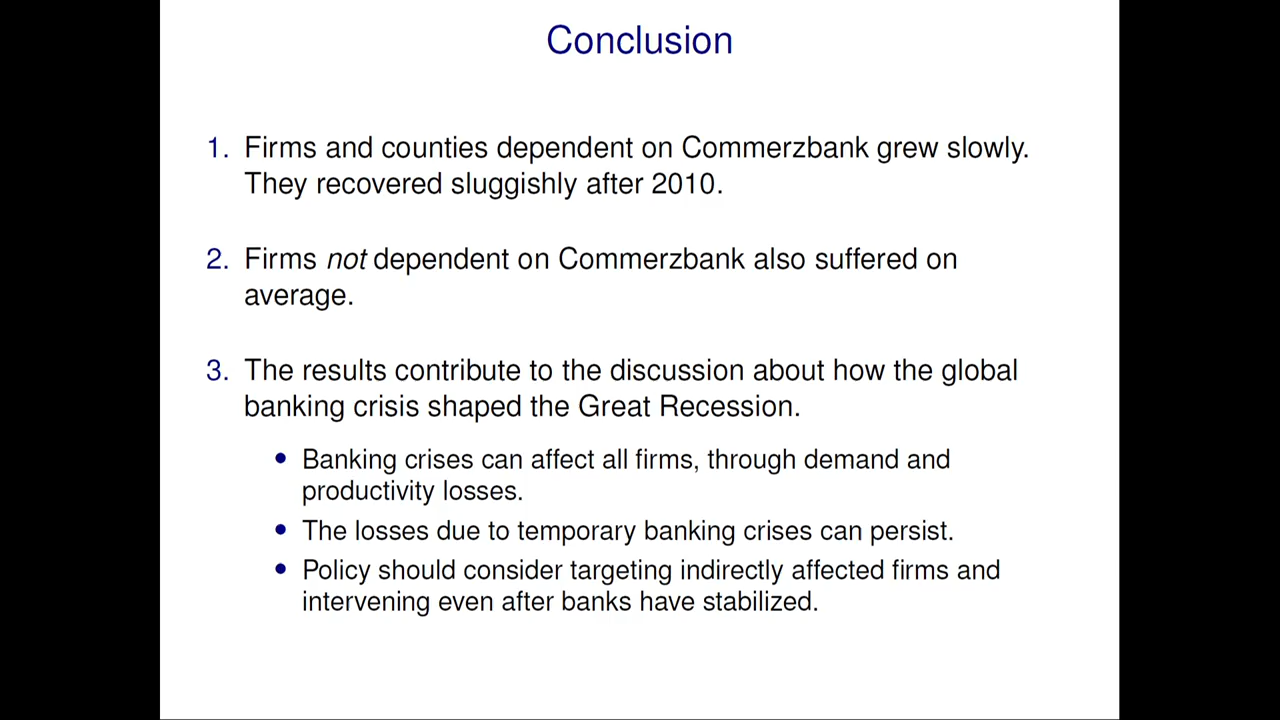 Conclusion
1. Firms and counties dependent on Commerzbank grew slowly.
They recovered sluggishly after 2010.
2. Firms not dependent on Commerzbank also suffered on
average.
3. The results contribute to the discussion about how the global
banking crisis shaped the Great Recession.
• Banking crises can affect all firms, through demand and
productivity losses.
• The losses due to temporary banking crises can persist.
• Policy should consider targeting indirectly affected firms and
intervening even after banks have stabilized.